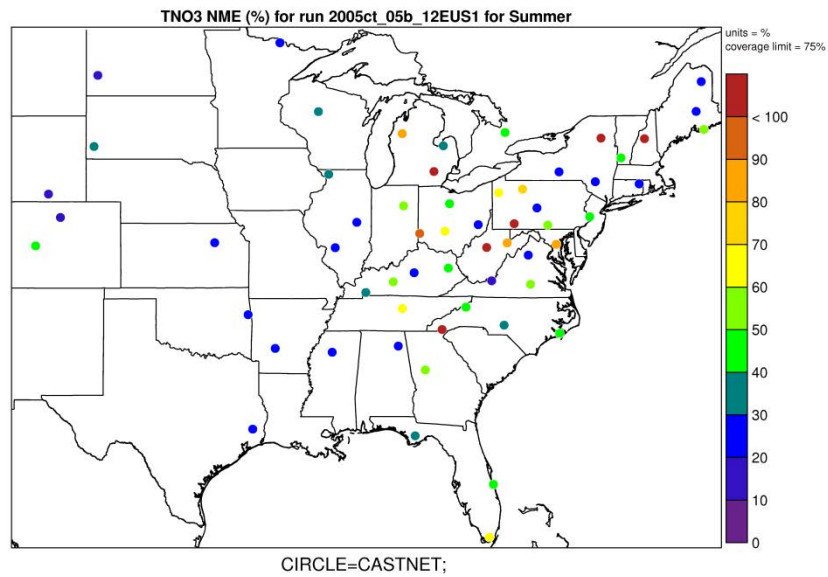 TNO3 NME (%) for run 2005ct_05b_12EUS1 for Summer
units = %
coverage limit = 75%
< 100
90
80
70
60
50
40
30
20
10
0
CIRCLE=CASTNET;